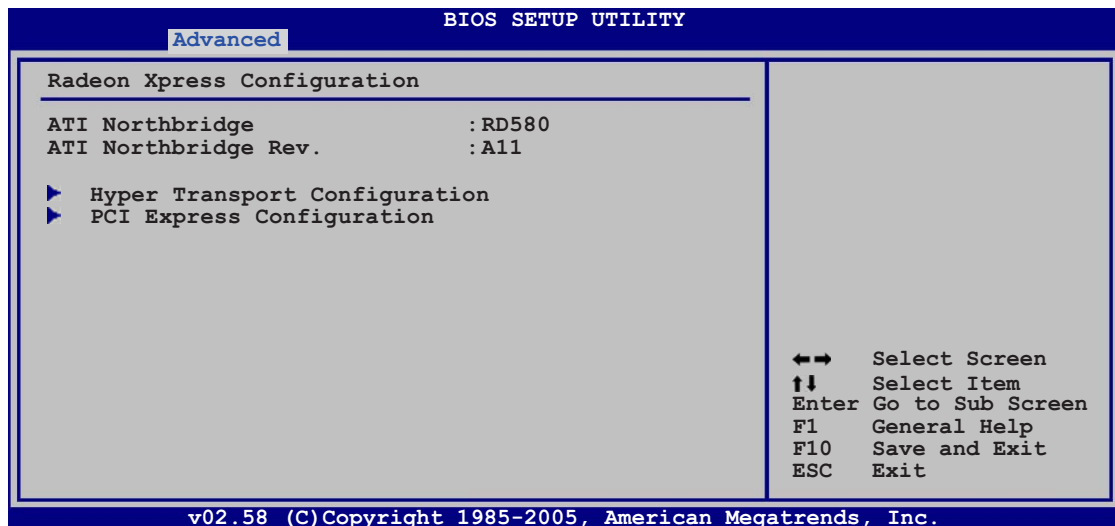 BIOS SETUP UTILITY
Advanced
Radeon Xpress Configuration
ATI Northbridge :RD580
ATI Northbridge Rev. :A11
Hyper Transport Configuration
PCI Express Configuration
Select Screen
Select Item
Enter Go to Sub Screen
F1 General Help
F10 Save and Exit
ESC Exit
v02.58 (C)Copyright 1985-2005, American Megatrends, Inc.